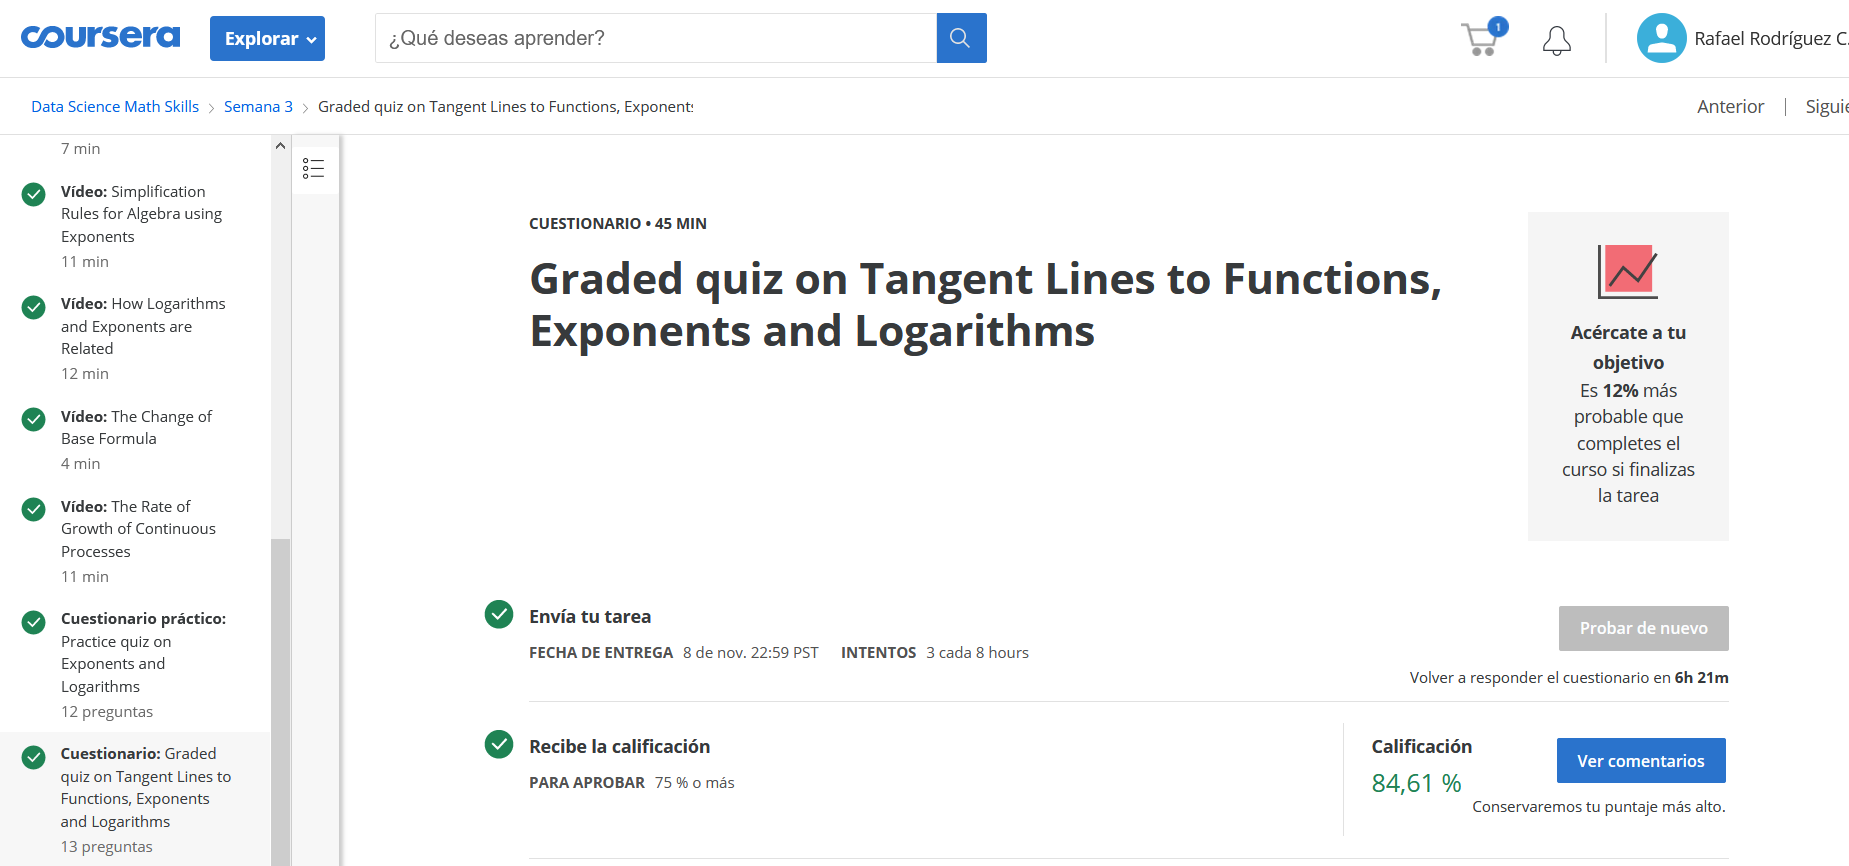 coursera
Explorar
¿Qué deseas aprender?
1
Rafael Rodríguez C.
Data Science Math Skills
Semana 3
Graded quiz on Tangent Lines to Functions, Exponents
Anterior
Siguie
7 min
Vídeo: Simplification
Rules for Algebra using
Exponents
11 min
Vídeo: How Logarithms
and Exponents are
Related
12 min
Vídeo: The Change of
Base Formula
4 min
Vídeo: The Rate of
Growth of Continuous
Processes
11 min
Cuestionario práctico:
Practice quiz on
Exponents and
Logarithms
12 preguntas
Cuestionario: Graded
quiz on Tangent Lines to
Functions, Exponents
and Logarithms
13 preguntas
CUESTIONARIO • 45 MIN
Graded quiz on Tangent Lines to Functions,
Exponents and Logarithms
Acércate a tu
objetivo
Es 12% más
probable que
completes el
curso si finalizas
la tarea
Envía tu tarea
FECHA DE ENTREGA 8 de nov. 22:59 PST INTENTOS 3 cada 8 hours
Probar de nuevo
Volver a responder el cuestionario en 6h 21m
Recibe la calificación
PARA APROBAR 75 % o más
Calificación
84,61 %
Ver comentarios
Conservaremos tu puntaje más alto.